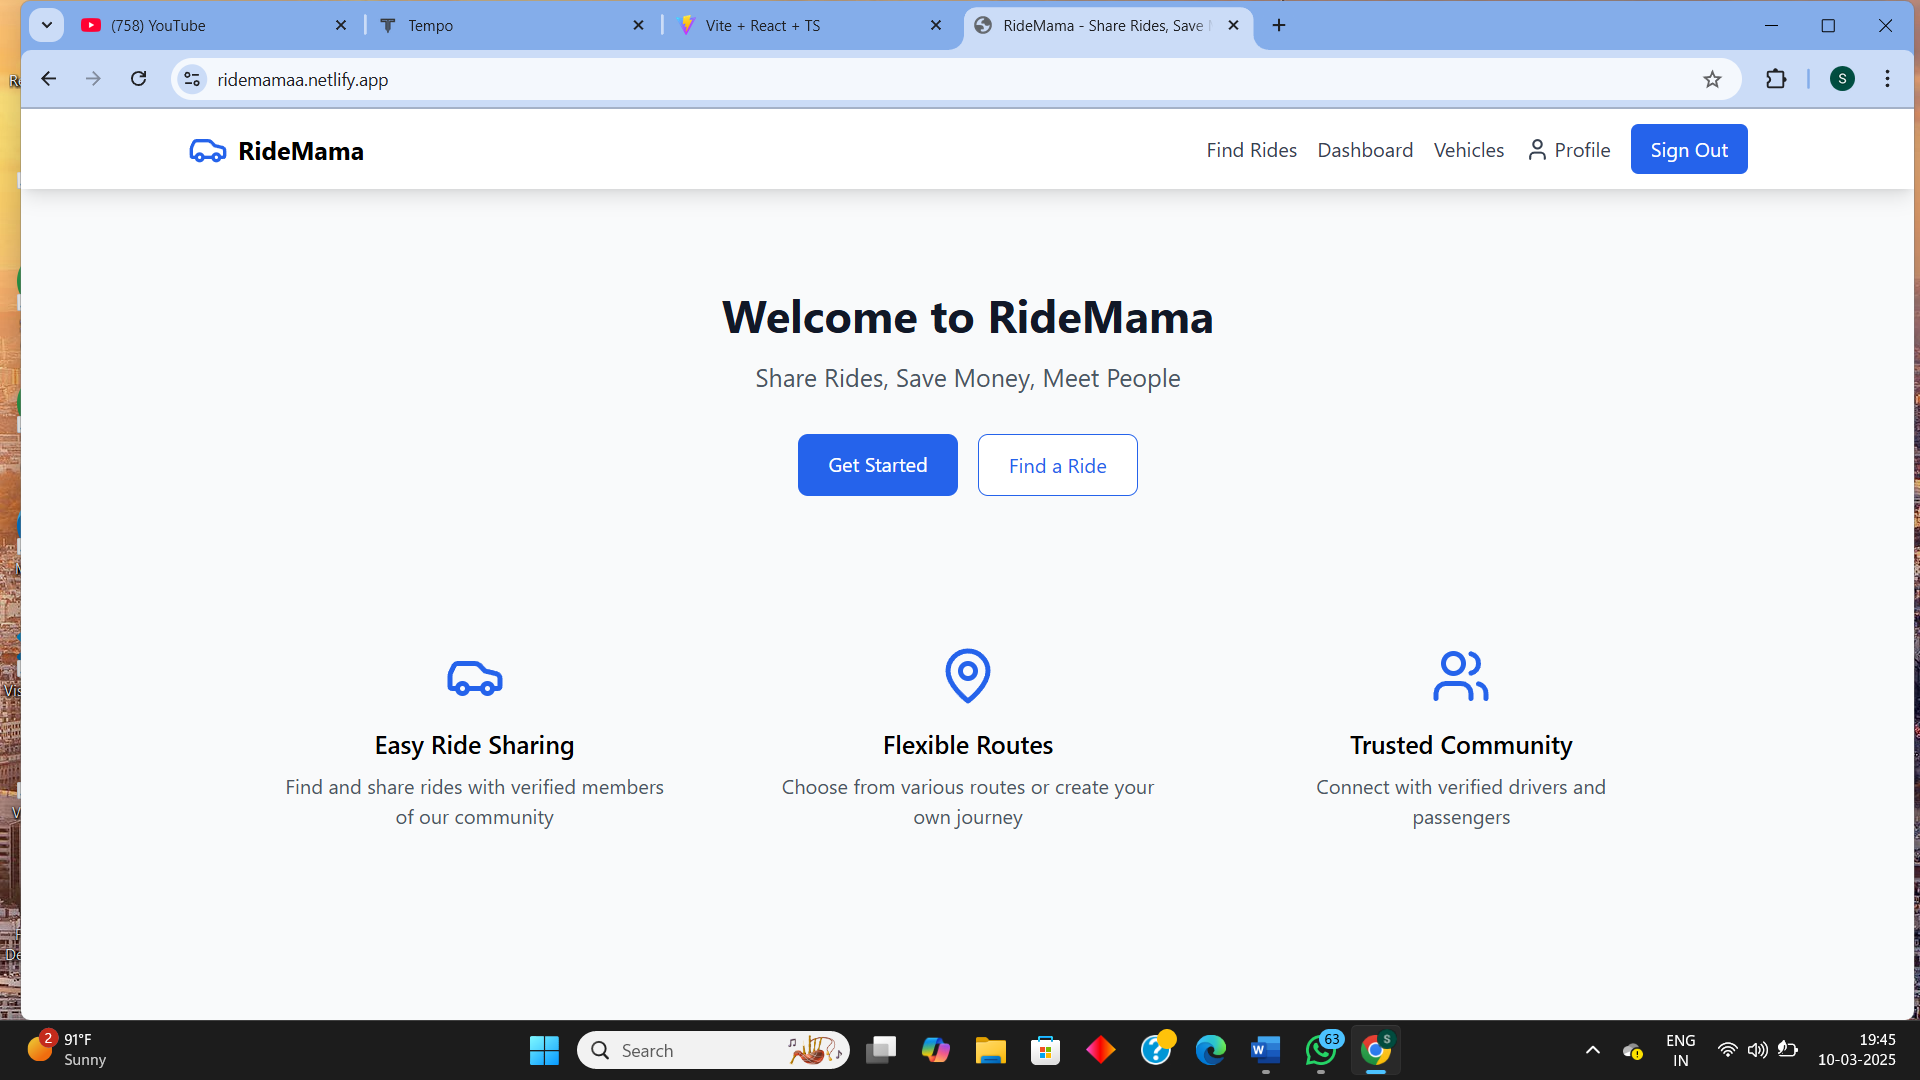 (758) YouTube
Tempo
Vite + React + TS
RideMama - Share Rides, Save
ridemamaa.netlify.app
S
RideMama
Find Rides
Dashboard
Vehicles
Profile
Sign Out
Welcome to RideMama
Share Rides, Save Money, Meet People
Get Started
Find a Ride
Easy Ride Sharing
Find and share rides with verified members
of our community
Flexible Routes
Choose from various routes or create your
own journey
Trusted Community
Connect with verified drivers and
passengers
2
91°F
Sunny
Search
W
63
S
ENG
IN
19:45
10-03-2025